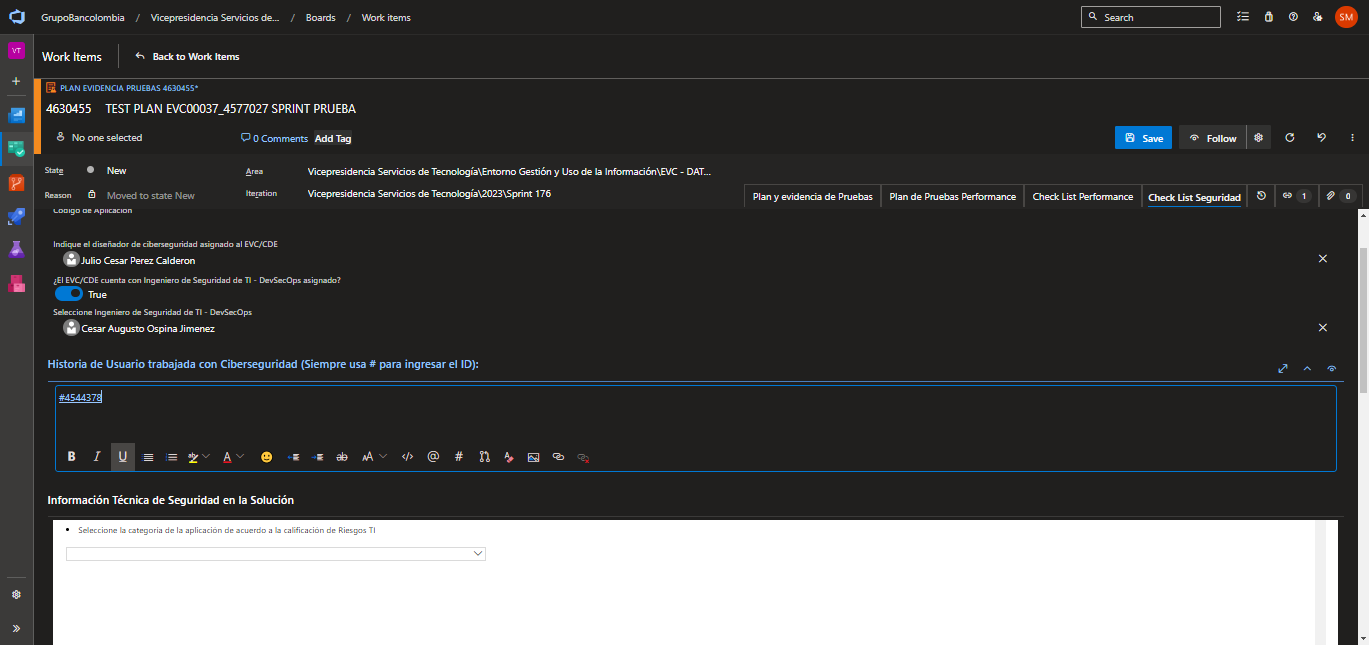 GrupoBancolombia / Vicepresidencia Servicios de... / Boards / Work items
Search
SM
VT
Work Items
Back to Work Items
PLAN EVIDENCIA PRUEBAS 4630455*
4630455 TEST PLAN EVC00037_4577027 SPRINT PRUEBA
No one selected
0 Comments
Add Tag
Save
Follow
State
New
Area
Vicepresidencia Servicios de Tecnología\Entorno Gestión y Uso de la Información\EVC - DAT...
Reason
Moved to state New
Iteration
Vicepresidencia Servicios de Tecnología\2023\Sprint 176
Plan y evidencia de Pruebas
Plan de Pruebas Performance
Check List Performance
Check List Seguridad
1
0
Código de Aplicación
Indique el diseñador de ciberseguridad asignado al EVC/CDE
Julio Cesar Perez Calderon
¿El EVC/CDE cuenta con Ingeniero de Seguridad de TI - DevSecOps asignado?
True
Seleccione Ingeniero de Seguridad de TI - DevSecOps
Cesar Augusto Ospina Jimenez
Historia de Usuario trabajada con Ciberseguridad (Siempre usa # para ingresar el ID):
#4544378
B I U ab A ab AA </> @ #
Información Técnica de Seguridad en la Solución
• Seleccione la categoría de la aplicación de acuerdo a la calificación de Riesgos TI